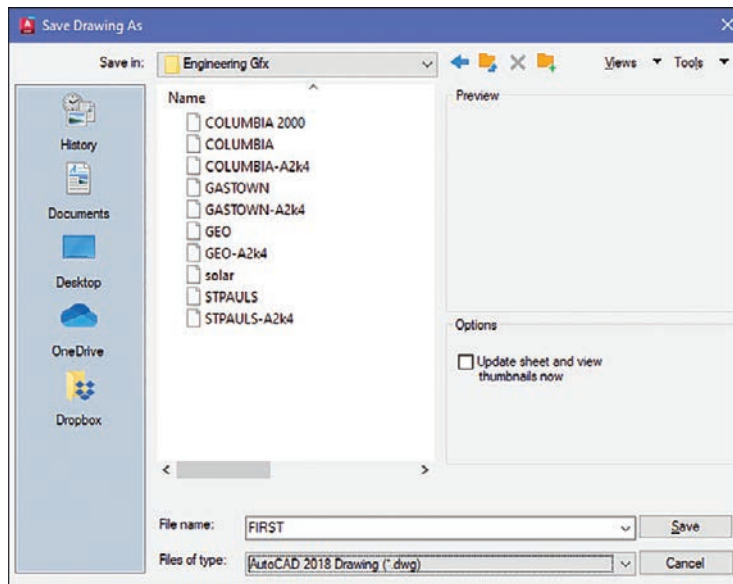 Save Drawing As
Save in:
Engineering Gfx
Views
Tools
History
Documents
Desktop
OneDrive
Dropbox
Name
COLUMBIA 2000
COLUMBIA
COLUMBIA-A2k4
GASTOWN
GASTOWN-A2k4
GEO
GEO-A2k4
solar
STPAULS
STPAULS-A2k4
Preview
Options
Update sheet and view
thumbnails now
File name:
FIRST
Save
Files of type:
AutoCAD 2018 Drawing (*.dwg)
Cancel